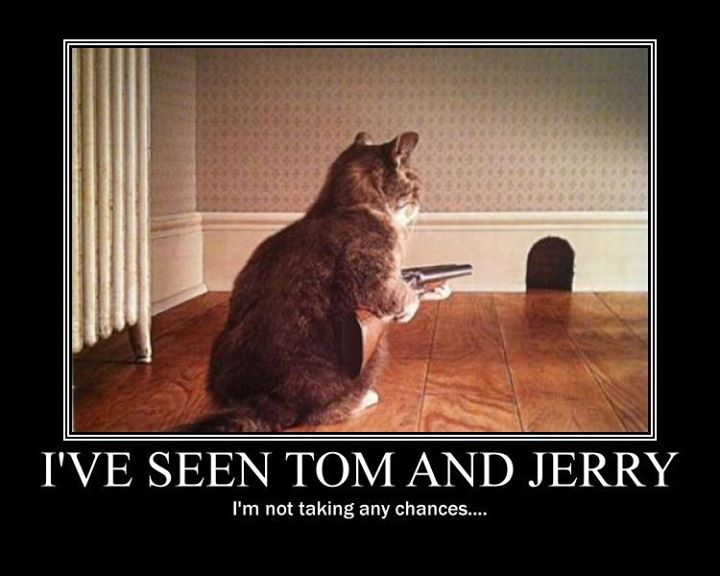 I'VE SEEN TOM AND JERRY
I'm not taking any chances....